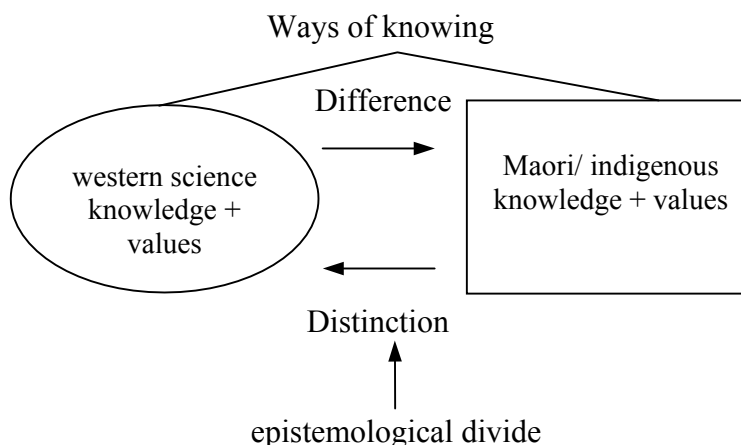 Ways of knowing
Difference
western science
knowledge +
values
Maori/ indigenous
knowledge + values
Distinction
epistemological divide